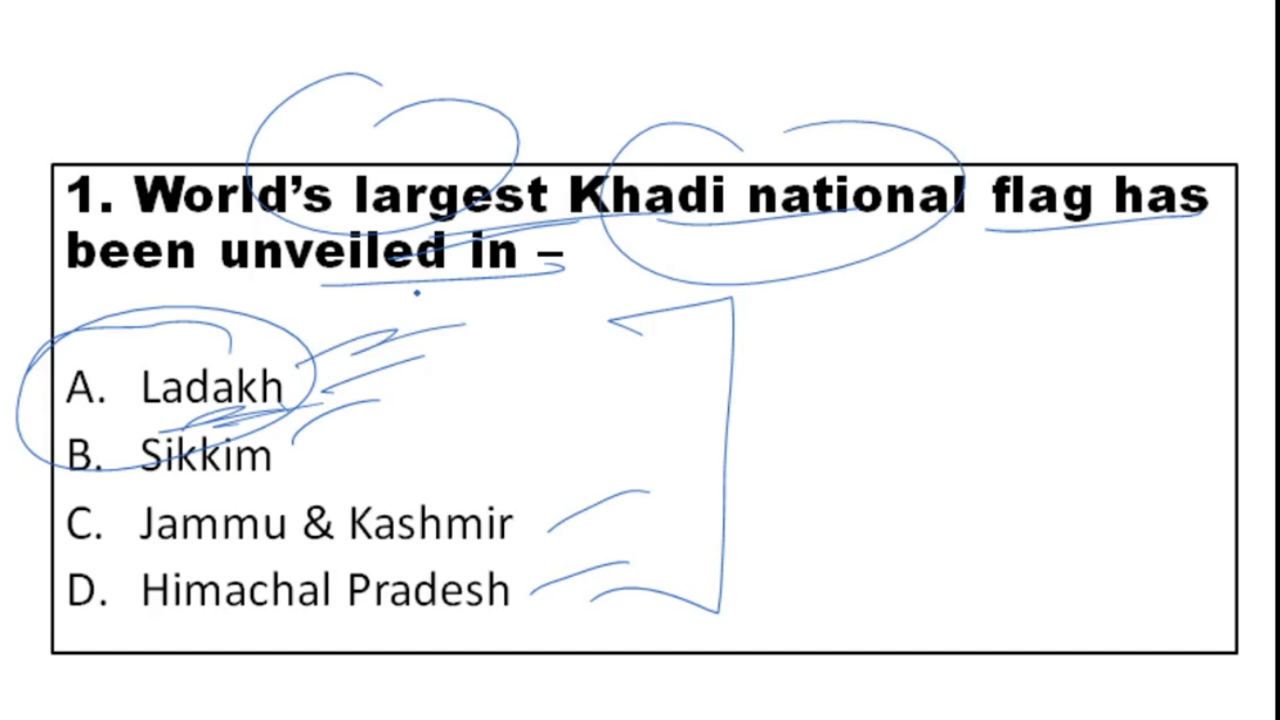 1. World’s largest Khadi national flag has
been unveiled in –
A. Ladakh
B. Sikkim
C. Jammu & Kashmir
D. Himachal Pradesh